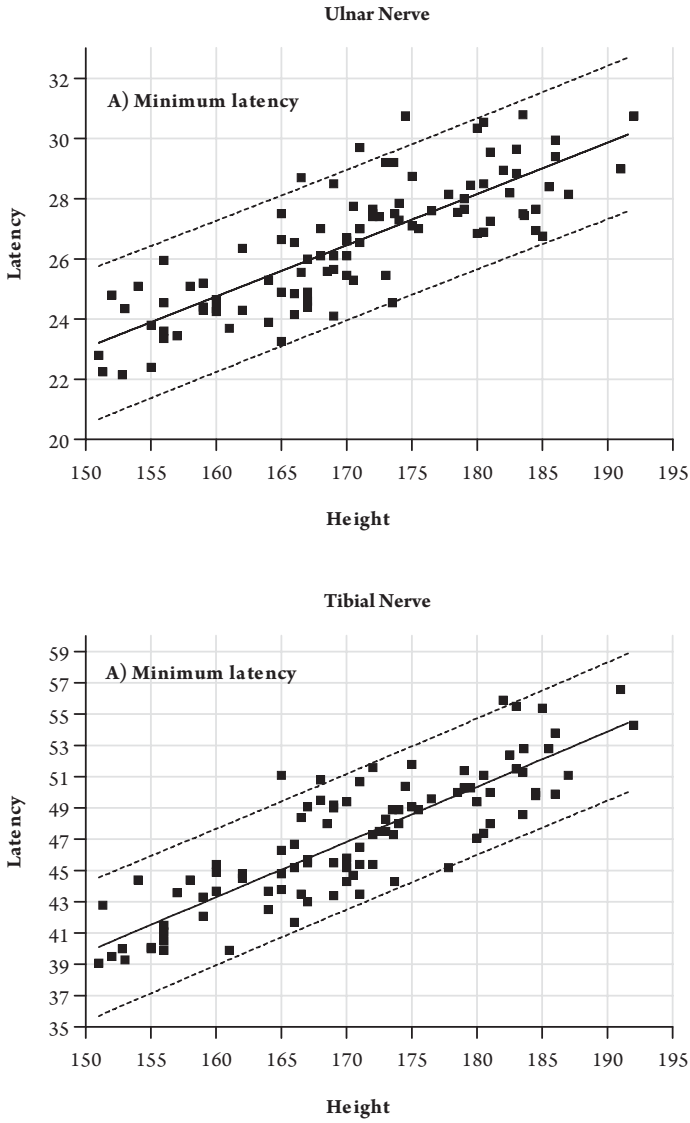 Ulnar Nerve
A) Minimum latency
Latency
32
30
28
26
24
22
20
150 155 160 165 170 175 180 185 190 195
Height
Tibial Nerve
A) Minimum latency
Latency
59
57
55
53
51
49
47
45
43
41
39
37
35
150 155 160 165 170 175 180 185 190 195
Height